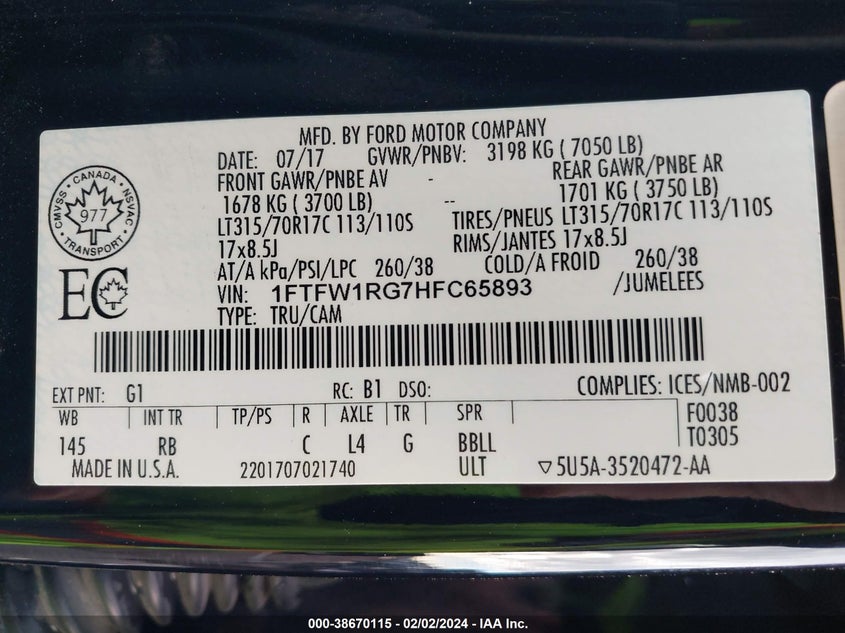 MFD. BY FORD MOTOR COMPANY
DATE: 07/17 GVWR/PNBV: 3198 KG ( 7050 LB)
FRONT GAWR/PNBE AV - REAR GAWR/PNBE AR
1678 KG ( 3700 LB) -- 1701 KG ( 3750 LB)
LT315/70R17C 113/110S TIRES/PNEUS LT315/70R17C 113/110S
17x8.5J RIMS/JANTES 17x8.5J
AT/A kPa/PSI/LPC 260/38 COLD/A FROID 260/38
VIN: 1FTFW1RG7HFC65893 /JUMELEES
TYPE: TRU/CAM
CANADA
CMVSS NSVAC
977
TRANSPORT
EC
EXT PNT: G1 RC: B1 DSO: COMPLIES: ICES/NMB-002
WB INT TR TP/PS R AXLE TR SPR F0038
145 RB C L4 G BBLL T0305
MADE IN U.S.A. 2201707021740 ULT ▽5U5A-3520472-AA
000-38670115 – 02/02/2024 – IAA Inc.